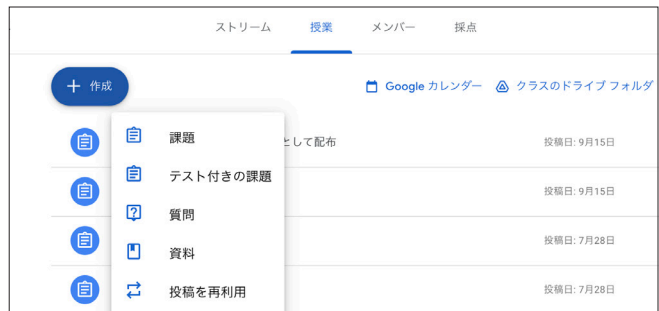 ストリーム 授業 メンバー 採点
作成 Google カレンダー クラスのドライブ フォルダ
課題 として配布 投稿日: 9月15日
テスト付きの課題
投稿日: 9月15日
質問
投稿日: 7月28日
資料
投稿を再利用 投稿日: 7月28日